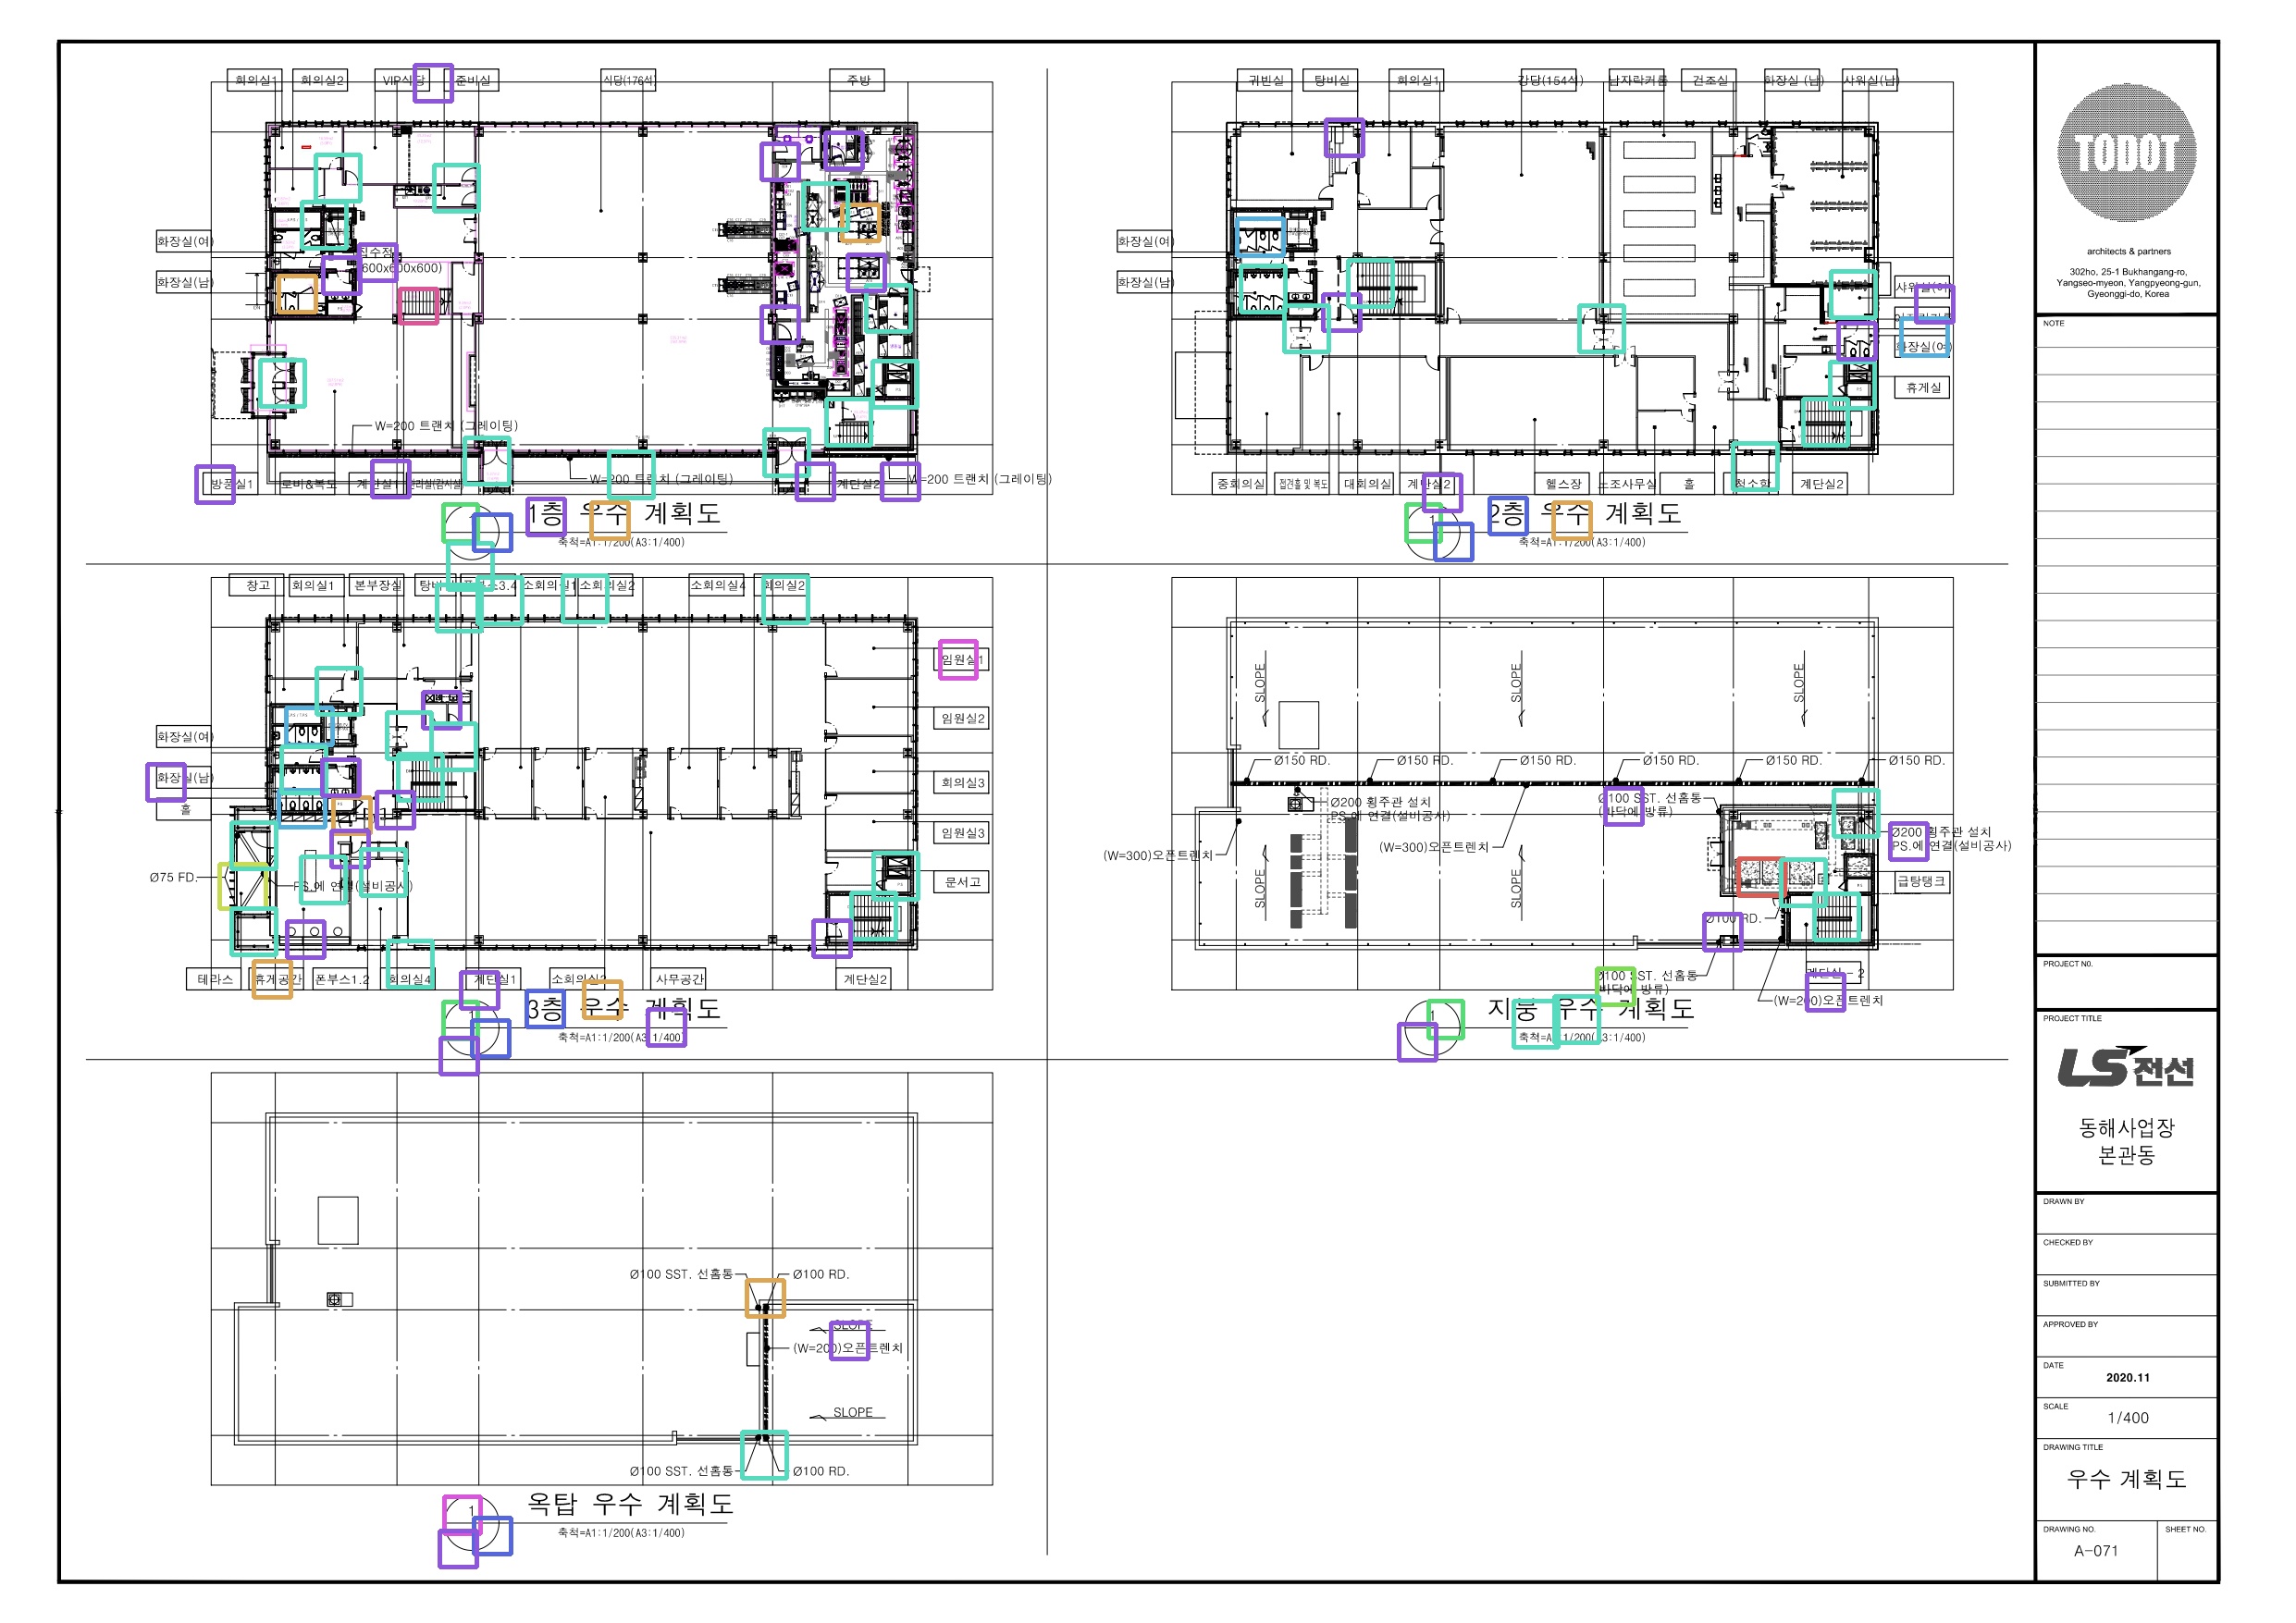 회의실1
회의실2
VIP식당
준비실
식당(176석)
주방
화장실(여)
화장실(남)
집수정
(600x600x600)
W=200 트랜치 (그레이팅)
W=200 트랜치 (그레이팅)
W=200 트랜치 (그레이팅)
방풍실1
로비&복도
계단실1
계단실2
1
1층 우수 계획도
축척=A1:1/200(A3:1/400)
귀빈실
탕비실
회의실1
강당(154석)
남자락커룸
건조실
화장실 (남)
샤워실(남)
화장실(여)
화장실(남)
샤워실(여)
화장실(여)
휴게실
중회의실
접견홀 및 복도
대회의실
계단실2
헬스장
노조사무실
홀
청소함
계단실2
1
2층 우수 계획도
축척=A1:1/200(A3:1/400)
창고
회의실1
본부장실
소회의실1
소회의실2
소회의실4
회의실2
임원실1
임원실2
회의실3
임원실3
문서고
화장실(여)
화장실(남)
홀
Ø75 FD.
PS.에 연결(설비공사)
테라스
휴게공간
폰부스1.2
회의실4
계단실1
소회의실2
사무공간
계단실2
3층 우수 계획도
축척=A1:1/200(A3:1/400)
SLOPE
SLOPE
SLOPE
Ø150 RD.
Ø150 RD.
Ø150 RD.
Ø150 RD.
Ø150 RD.
Ø150 RD.
Ø200 횡주관 설치
PS.에 연결(설비공사)
Ø100 SST. 선홈통
(바닥에 방류)
Ø200 횡주관 설치
PS.에 연결(설비공사)
(W=300)오픈트렌치
(W=300)오픈트렌치
SLOPE
SLOPE
급탕탱크
Ø100 RD.
Ø100 SST. 선홈통
(바닥에 방류)
계단실 - 2
(W=200)오픈트렌치
1
지붕 우수 계획도
축척=A1:1/200(A3:1/400)
Ø100 SST. 선홈통
Ø100 RD.
SLOPE
(W=200)오픈트렌치
SLOPE
Ø100 SST. 선홈통
Ø100 RD.
1
옥탑 우수 계획도
축척=A1:1/200(A3:1/400)
TODOT
architects & partners
302ho, 25-1 Bukhangang-ro,
Yangseo-myeon, Yangpyeong-gun,
Gyeonggi-do, Korea
NOTE
PROJECT N0.
PROJECT TITLE
LS전선
동해사업장
본관동
DRAWN BY
CHECKED BY
SUBMITTED BY
APPROVED BY
DATE
2020.11
SCALE
1/400
DRAWING TITLE
우수 계획도
DRAWING NO.
SHEET NO.
A-071